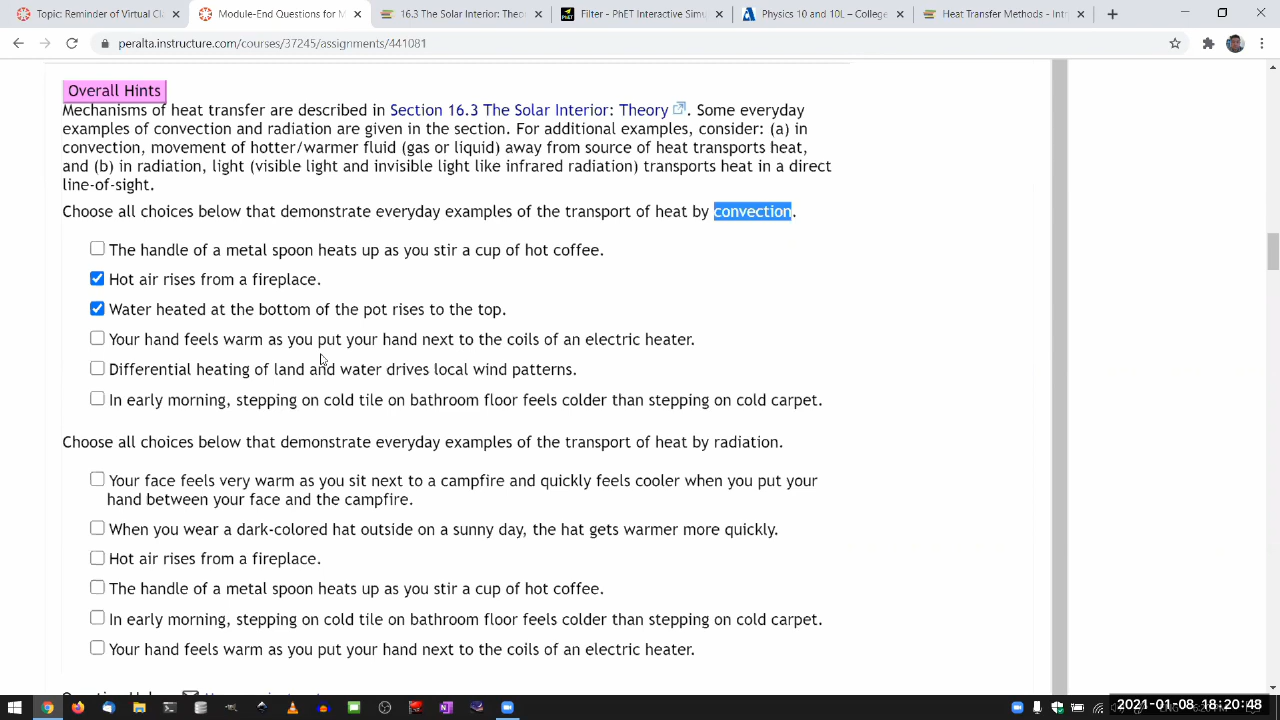 Topic: Reminder of Virtual Cl
Module-End Questions for M
16.3 The Solar Interior: Theor
Filter - PhET Interactive Simu
Physics 10 and 10L – College
Heat Transfer Methods - Intr
peralta.instructure.com/courses/37245/assignments/441081
Overall Hints
Mechanisms of heat transfer are described in Section 16.3 The Solar Interior: Theory. Some everyday
examples of convection and radiation are given in the section. For additional examples, consider: (a) in
convection, movement of hotter/warmer fluid (gas or liquid) away from source of heat transports heat,
and (b) in radiation, light (visible light and invisible light like infrared radiation) transports heat in a direct
line-of-sight.
Choose all choices below that demonstrate everyday examples of the transport of heat by convection.
The handle of a metal spoon heats up as you stir a cup of hot coffee.
Hot air rises from a fireplace.
Water heated at the bottom of the pot rises to the top.
Your hand feels warm as you put your hand next to the coils of an electric heater.
Differential heating of land and water drives local wind patterns.
In early morning, stepping on cold tile on bathroom floor feels colder than stepping on cold carpet.
Choose all choices below that demonstrate everyday examples of the transport of heat by radiation.
Your face feels very warm as you sit next to a campfire and quickly feels cooler when you put your
hand between your face and the campfire.
When you wear a dark-colored hat outside on a sunny day, the hat gets warmer more quickly.
Hot air rises from a fireplace.
The handle of a metal spoon heats up as you stir a cup of hot coffee.
In early morning, stepping on cold tile on bathroom floor feels colder than stepping on cold carpet.
Your hand feels warm as you put your hand next to the coils of an electric heater.
2021-01-08 18:20:48